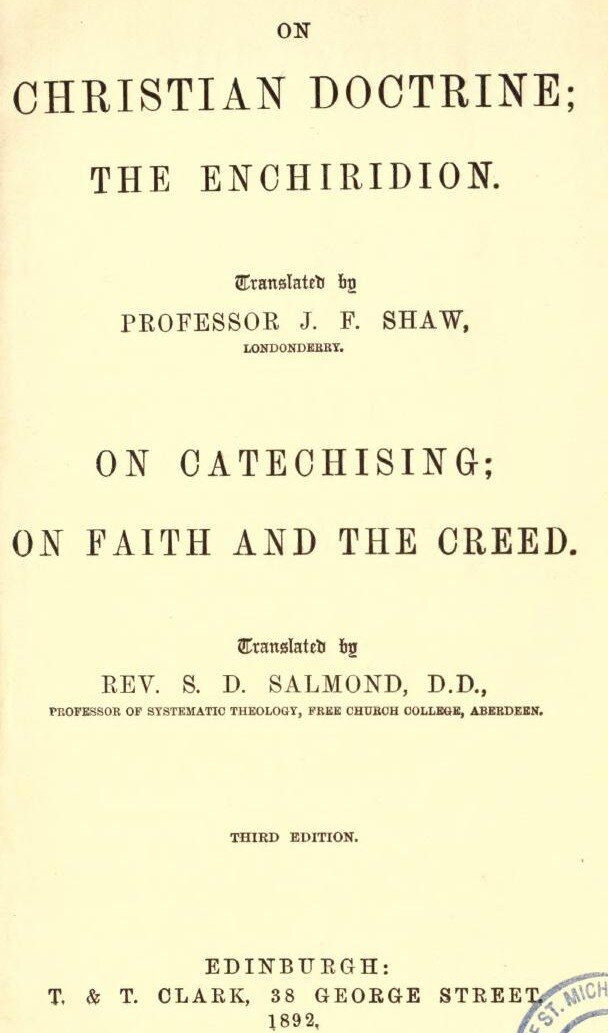 ON
CHRISTIAN DOCTRINE;
THE ENCHIRIDION.
Translated by
PROFESSOR J. F. SHAW,
LONDONDERRY.
ON CATECHISING;
ON FAITH AND THE CREED.
Translated by
REV. S. D. SALMOND, D.D.,
PROFESSOR OF SYSTEMATIC THEOLOGY, FREE CHURCH COLLEGE, ABERDEEN.
THIRD EDITION.
EDINBURGH:
T. & T. CLARK, 38 GEORGE STREET.
1892.
ST. MICH